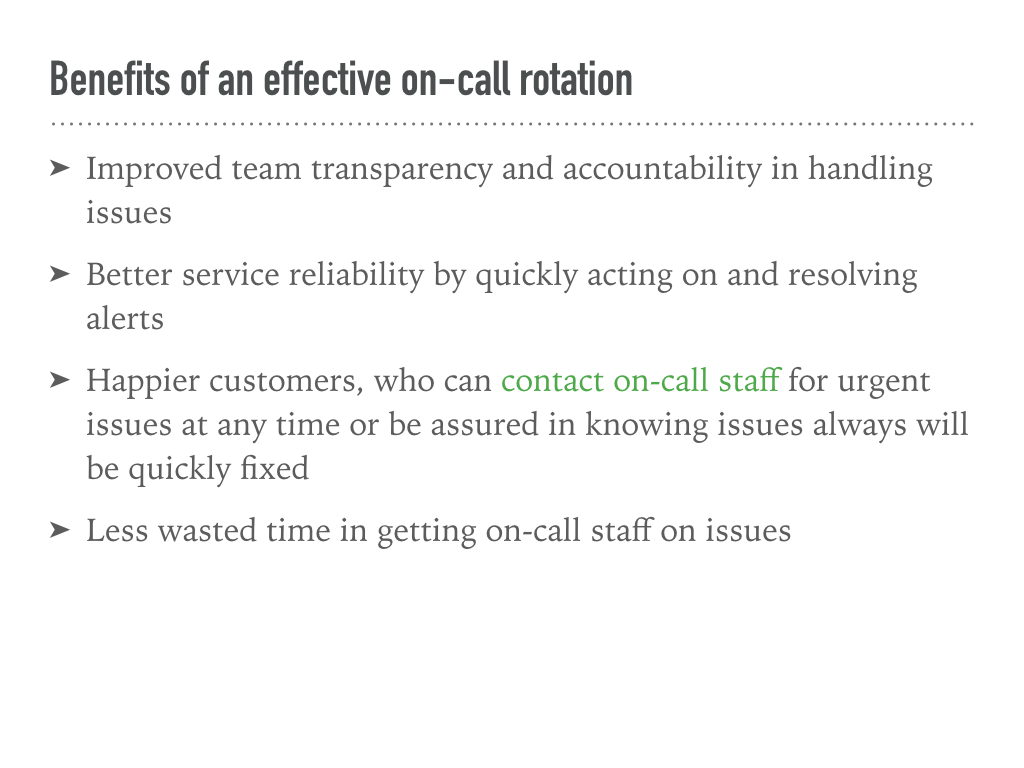 Benefits of an effective on-call rotation
➤ Improved team transparency and accountability in handling
issues
➤ Better service reliability by quickly acting on and resolving
alerts
➤ Happier customers, who can contact on-call staff for urgent
issues at any time or be assured in knowing issues always will
be quickly fixed
➤ Less wasted time in getting on-call staff on issues